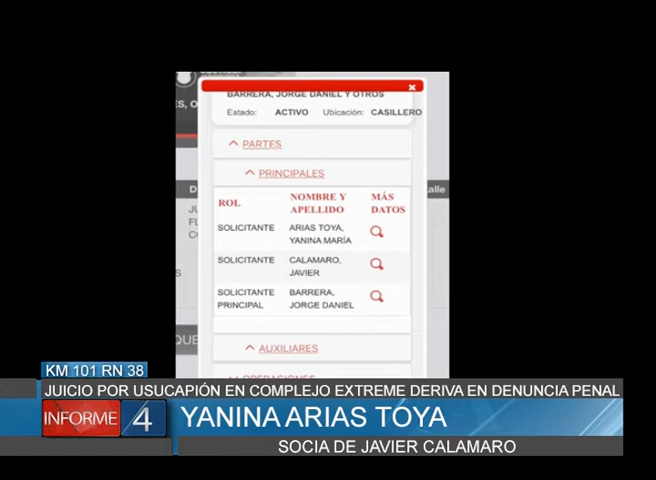 S, O
BARRERA, JORGE DANIEL Y OTROS
Estado: ACTIVO Ubicación: CASILLERO
PARTES
PRINCIPALES
D
alle
ROL NOMBRE Y APELLIDO MÁS DATOS
SOLICITANTE ARIAS TOYA, YANINA MARÍA
SOLICITANTE CALAMARO, JAVIER
SOLICITANTE PRINCIPAL BARRERA, JORGE DANIEL
AUXILIARES
QUE
KM 101 RN 38
JUICIO POR USUCAPIÓN EN COMPLEJO EXTREME DERIVA EN DENUNCIA PENAL
INFORME 4 YANINA ARIAS TOYA
SOCIA DE JAVIER CALAMARO